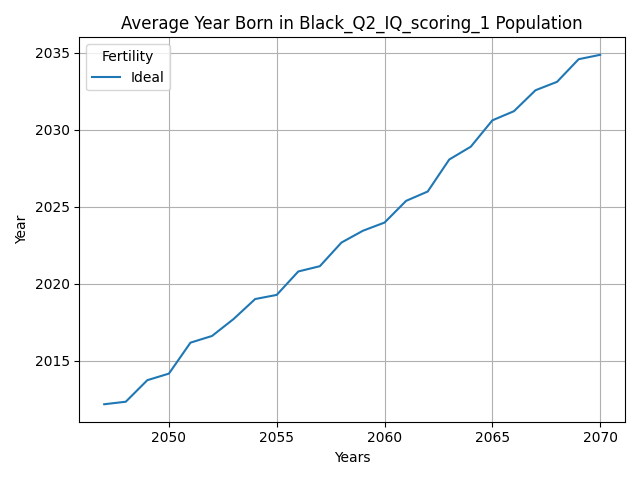 Average Year Born in Black_Q2_IQ_scoring_1 Population
Fertility
Ideal
2035
2030
2025
2020
2015
Year
2050 2055 2060 2065 2070
Years